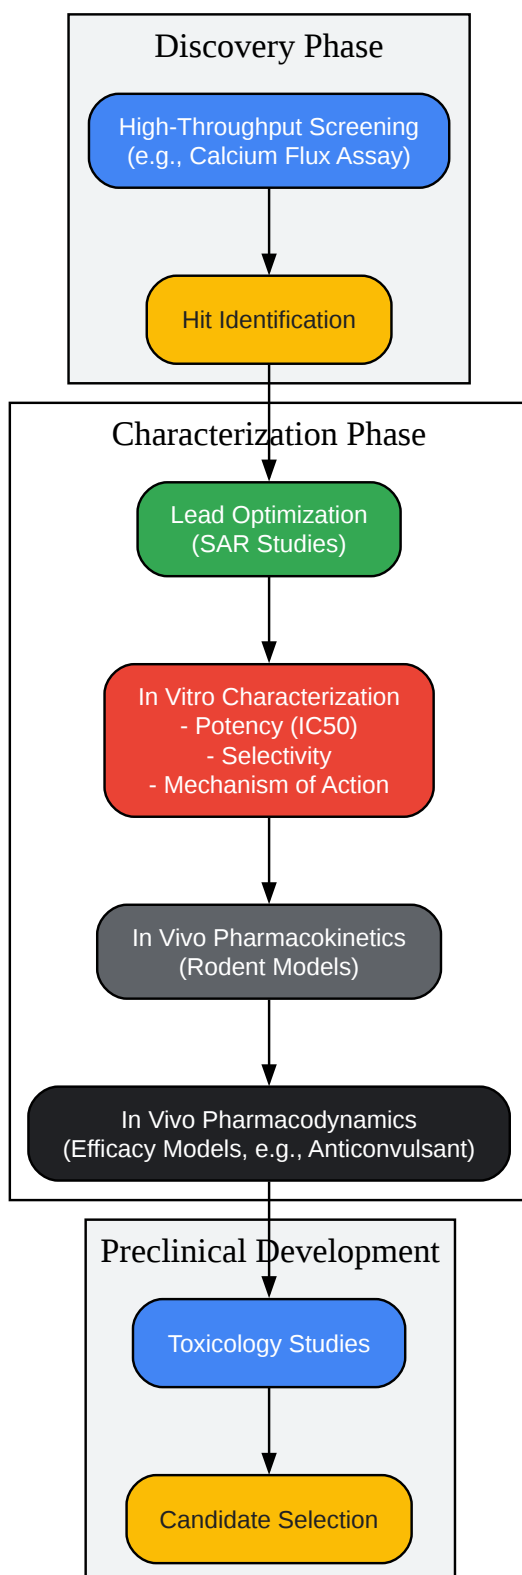 Discovery Phase
High-Throughput Screening
(e.g., Calcium Flux Assay)
Hit Identification
Characterization Phase
Lead Optimization
(SAR Studies)
In Vitro Characterization
- Potency (IC50)
- Selectivity
- Mechanism of Action
In Vivo Pharmacokinetics
(Rodent Models)
In Vivo Pharmacodynamics
(Efficacy Models, e.g., Anticonvulsant)
Preclinical Development
Toxicology Studies
Candidate Selection